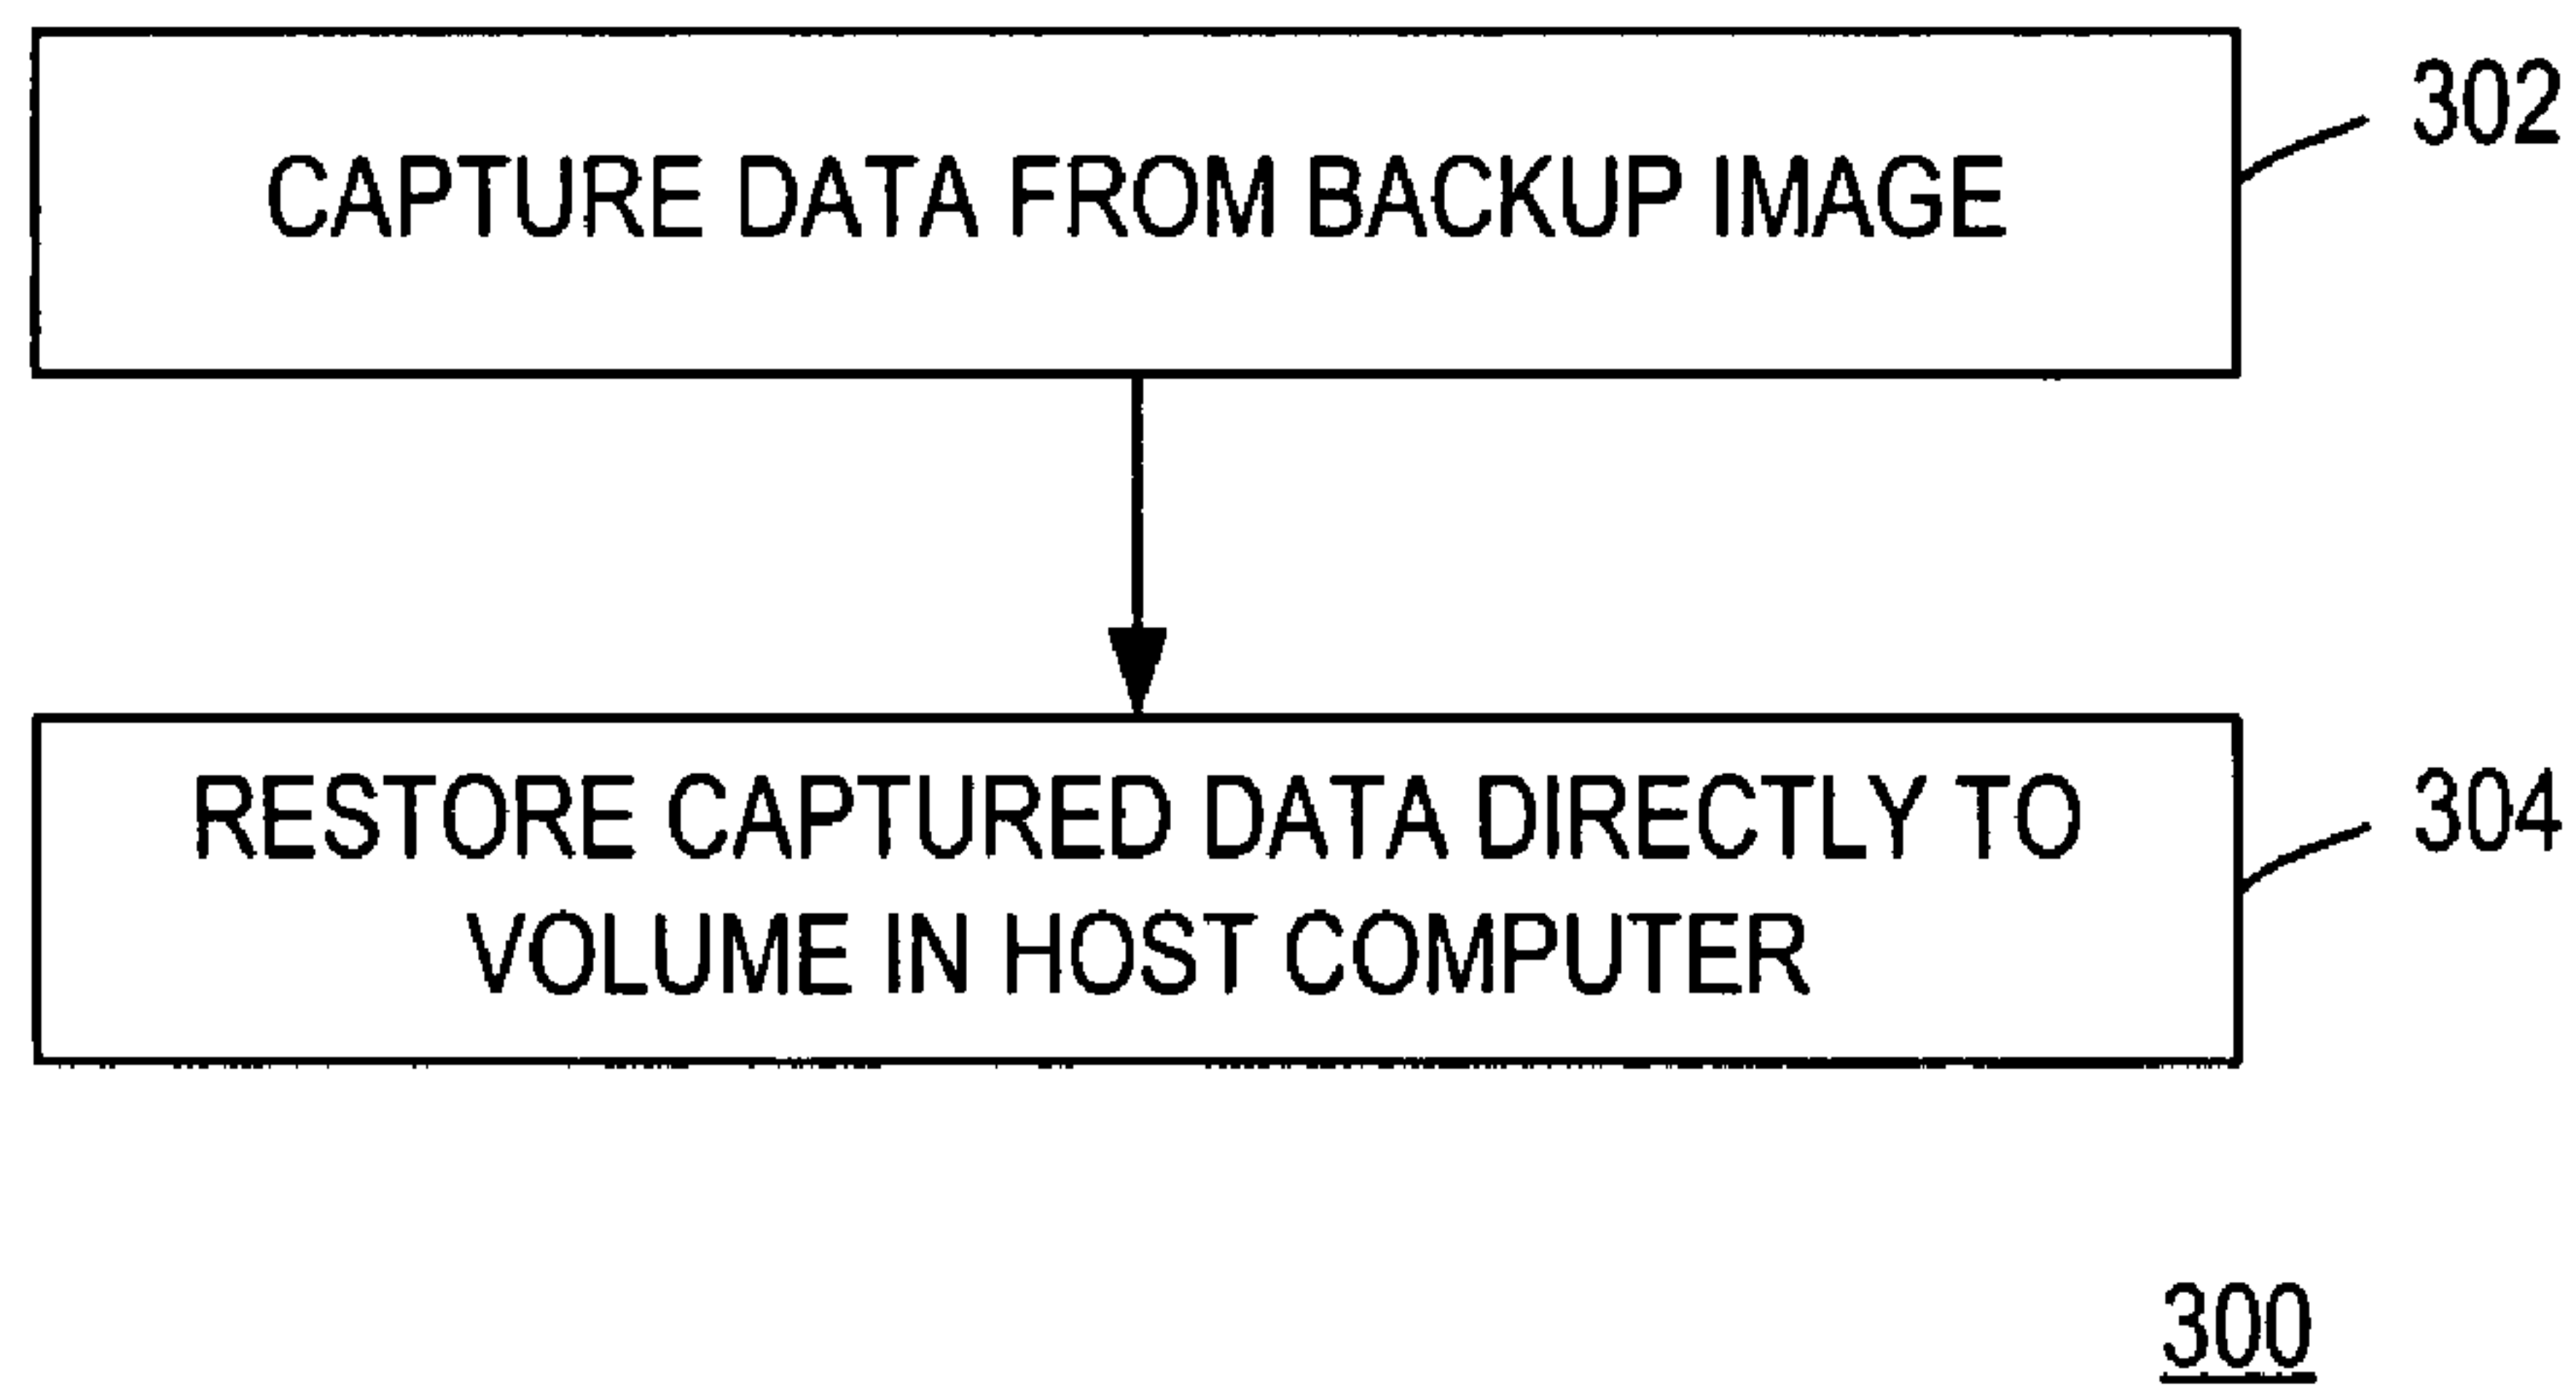 CAPTURE DATA FROM BACKUP IMAGE
302
RESTORE CAPTURED DATA DIRECTLY TO
VOLUME IN HOST COMPUTER
304
300